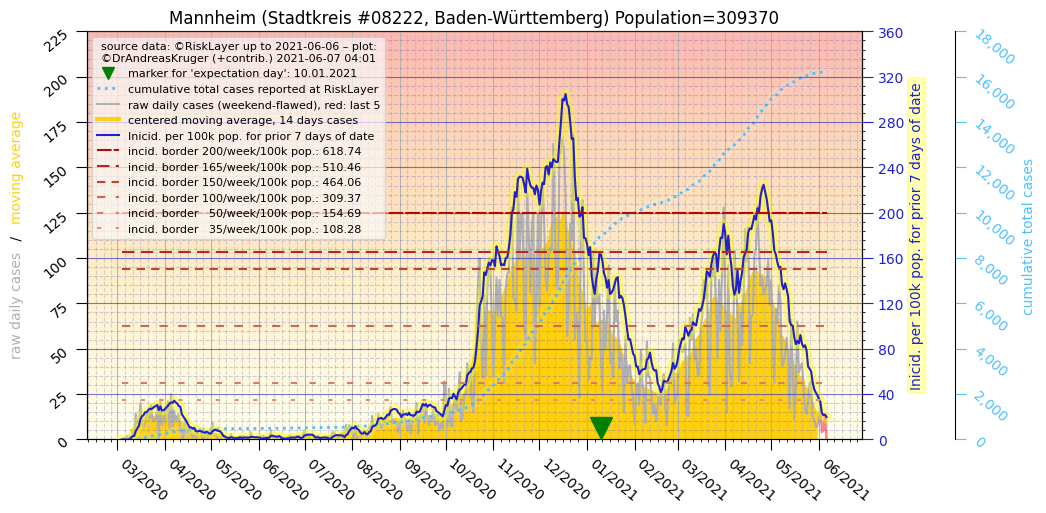 Mannheim (Stadtkreis #08222, Baden-Württemberg) Population=309370
source data: ©RiskLayer up to 2021-06-06 – plot:
©DrAndreasKruger (+contrib.) 2021-06-07 04:01
marker for 'expectation day': 10.01.2021
cumulative total cases reported at RiskLayer
raw daily cases (weekend-flawed), red: last 5
centered moving average, 14 days cases
Inicid. per 100k pop. for prior 7 days of date
incid. border 200/week/100k pop.: 618.74
incid. border 165/week/100k pop.: 510.46
incid. border 150/week/100k pop.: 464.06
incid. border 100/week/100k pop.: 309.37
incid. border   50/week/100k pop.: 154.69
incid. border   35/week/100k pop.: 108.28
raw daily cases / moving average
225
200
175
150
125
100
75
50
25
0
360
320
280
240
200
160
120
80
40
0
Inicid. per 100k pop. for prior 7 days of date
18,000
16,000
14,000
12,000
10,000
8,000
6,000
4,000
2,000
0
cumulative total cases
03/2020
04/2020
05/2020
06/2020
07/2020
08/2020
09/2020
10/2020
11/2020
12/2020
01/2021
02/2021
03/2021
04/2021
05/2021
06/2021